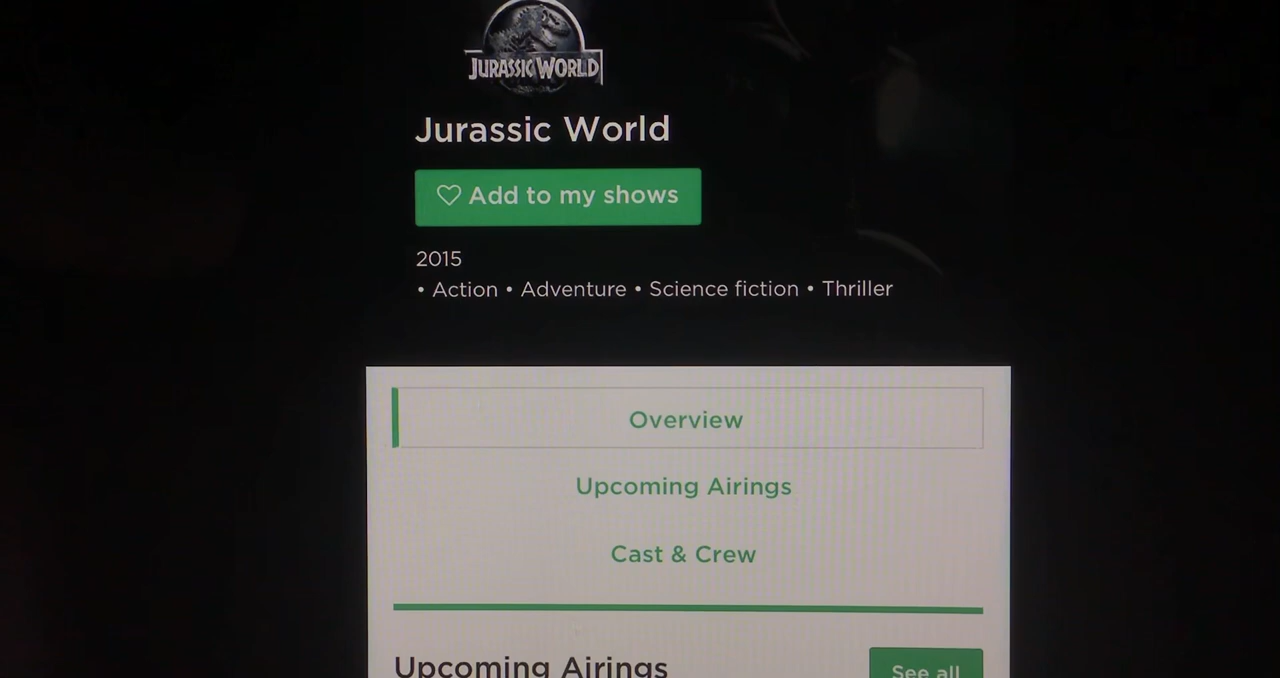 JURASSIC WORLD
Jurassic World
Add to my shows
2015
• Action • Adventure • Science fiction • Thriller
Overview
Upcoming Airings
Cast & Crew
Upcoming Airings
See all